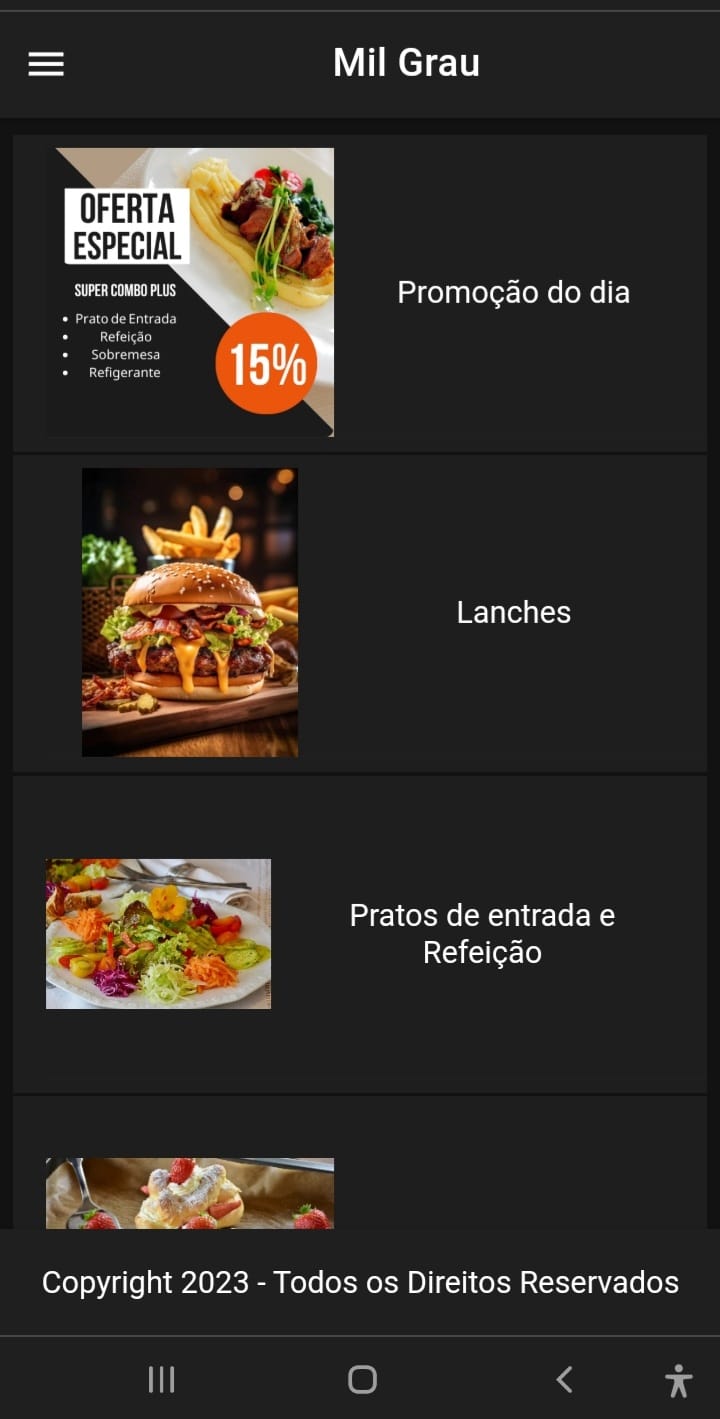 Mil Grau
OFERTA
ESPECIAL
SUPER COMBO PLUS
• Prato de Entrada
• Refeição
• Sobremesa
• Refigerante
15%
Promoção do dia
Lanches
Pratos de entrada e
Refeição
Copyright 2023 - Todos os Direitos Reservados